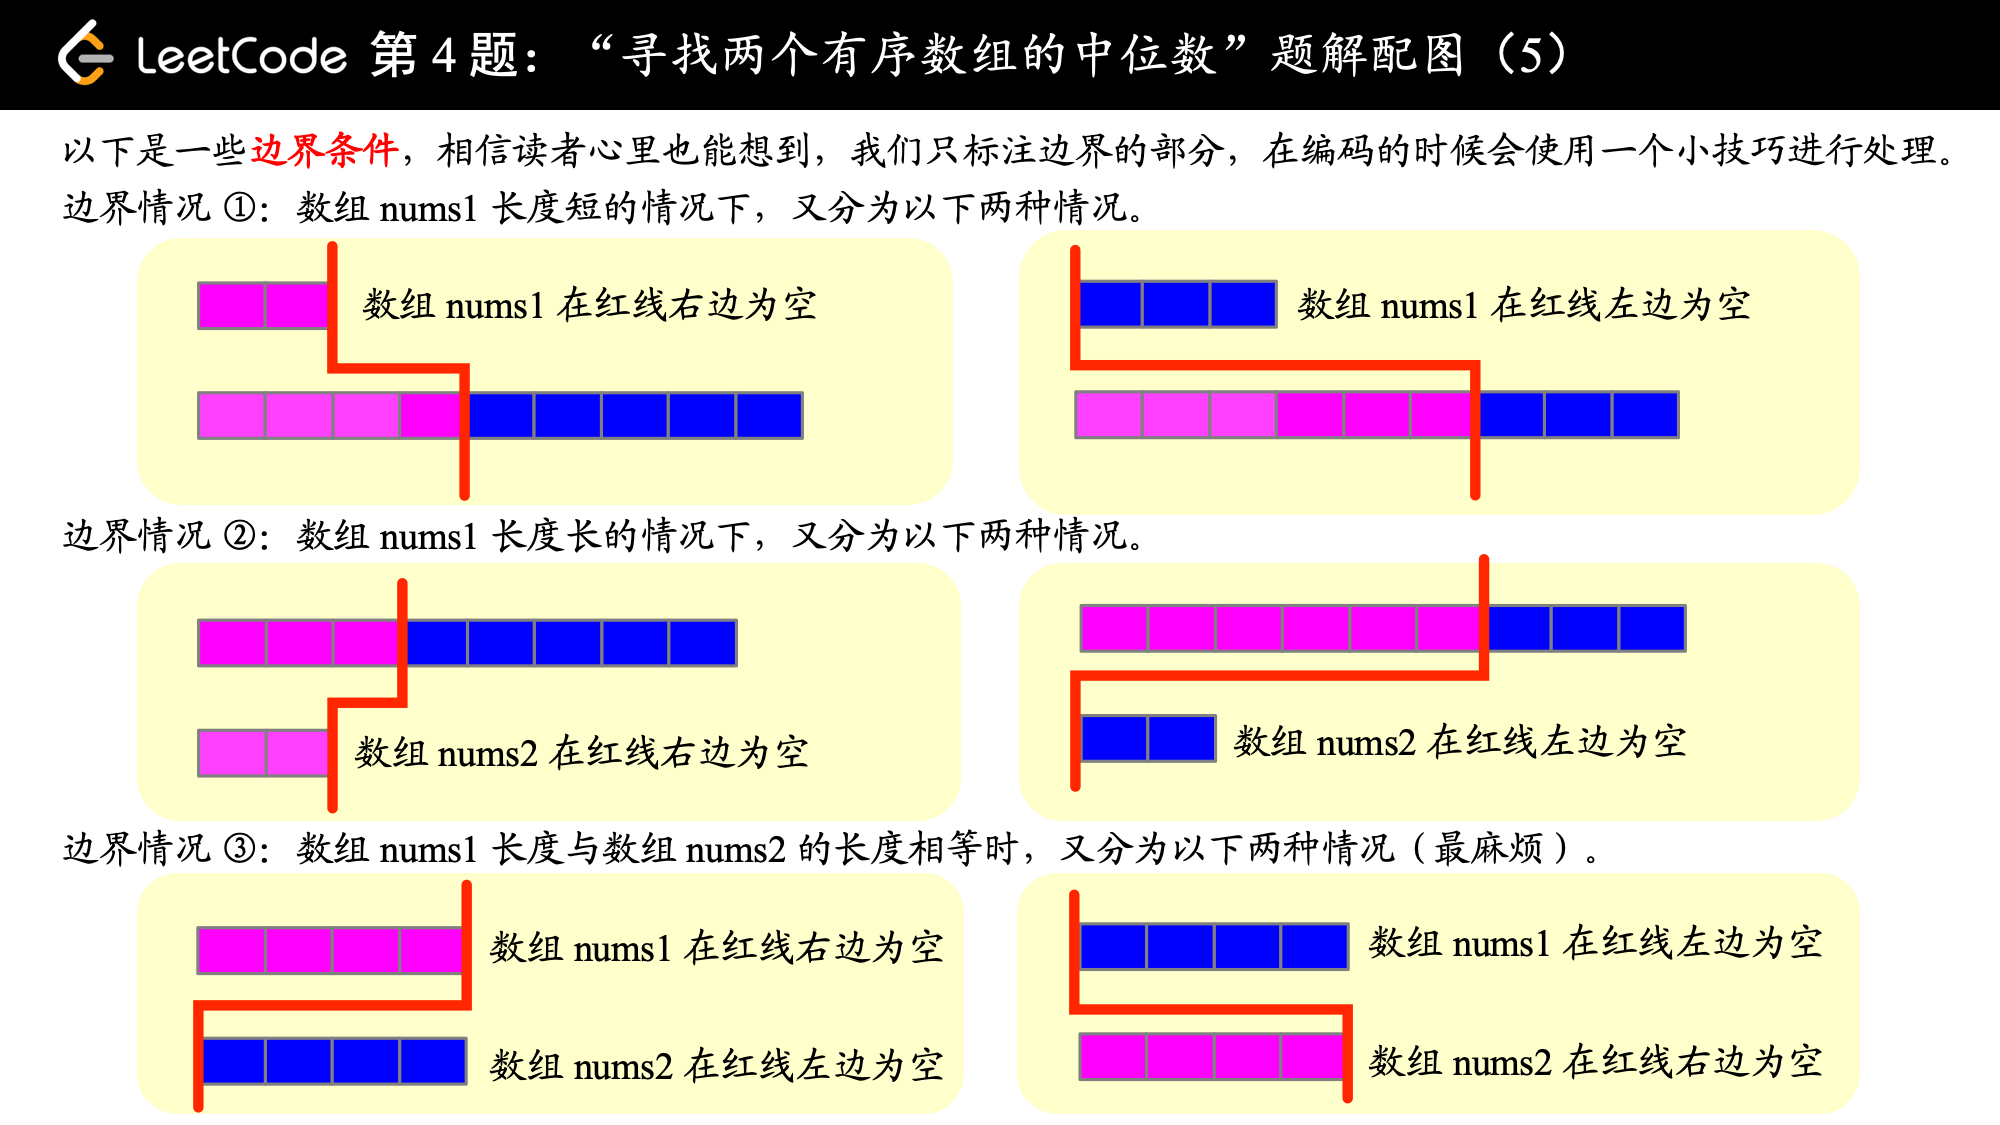 LeetCode 第 4 题：“寻找两个有序数组的中位数”题解配图（5）
以下是一些边界条件，相信读者心里也能想到，我们只标注边界的部分，在编码的时候会使用一个小技巧进行处理。
边界情况 ①：数组 nums1 长度短的情况下，又分为以下两种情况。
数组 nums1 在红线右边为空
数组 nums1 在红线左边为空
边界情况 ②：数组 nums1 长度长的情况下，又分为以下两种情况。
数组 nums2 在红线右边为空
数组 nums2 在红线左边为空
边界情况 ③：数组 nums1 长度与数组 nums2 的长度相等时，又分为以下两种情况（最麻烦）。
数组 nums1 在红线右边为空
数组 nums2 在红线左边为空
数组 nums1 在红线左边为空
数组 nums2 在红线右边为空